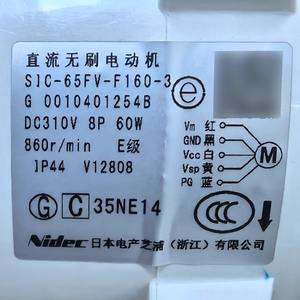 直流无刷电动机
SIC-65FV-F160-3
G 0010401254B
DC310V 8P 60W
860r/min E级
IP44 V12808
e
Vm 红
GND 黑
Vcc 白
Vsp 黄
PG 蓝
M
G C 35NE14
CCC
Nidec 日本电产芝浦（浙江）有限公司